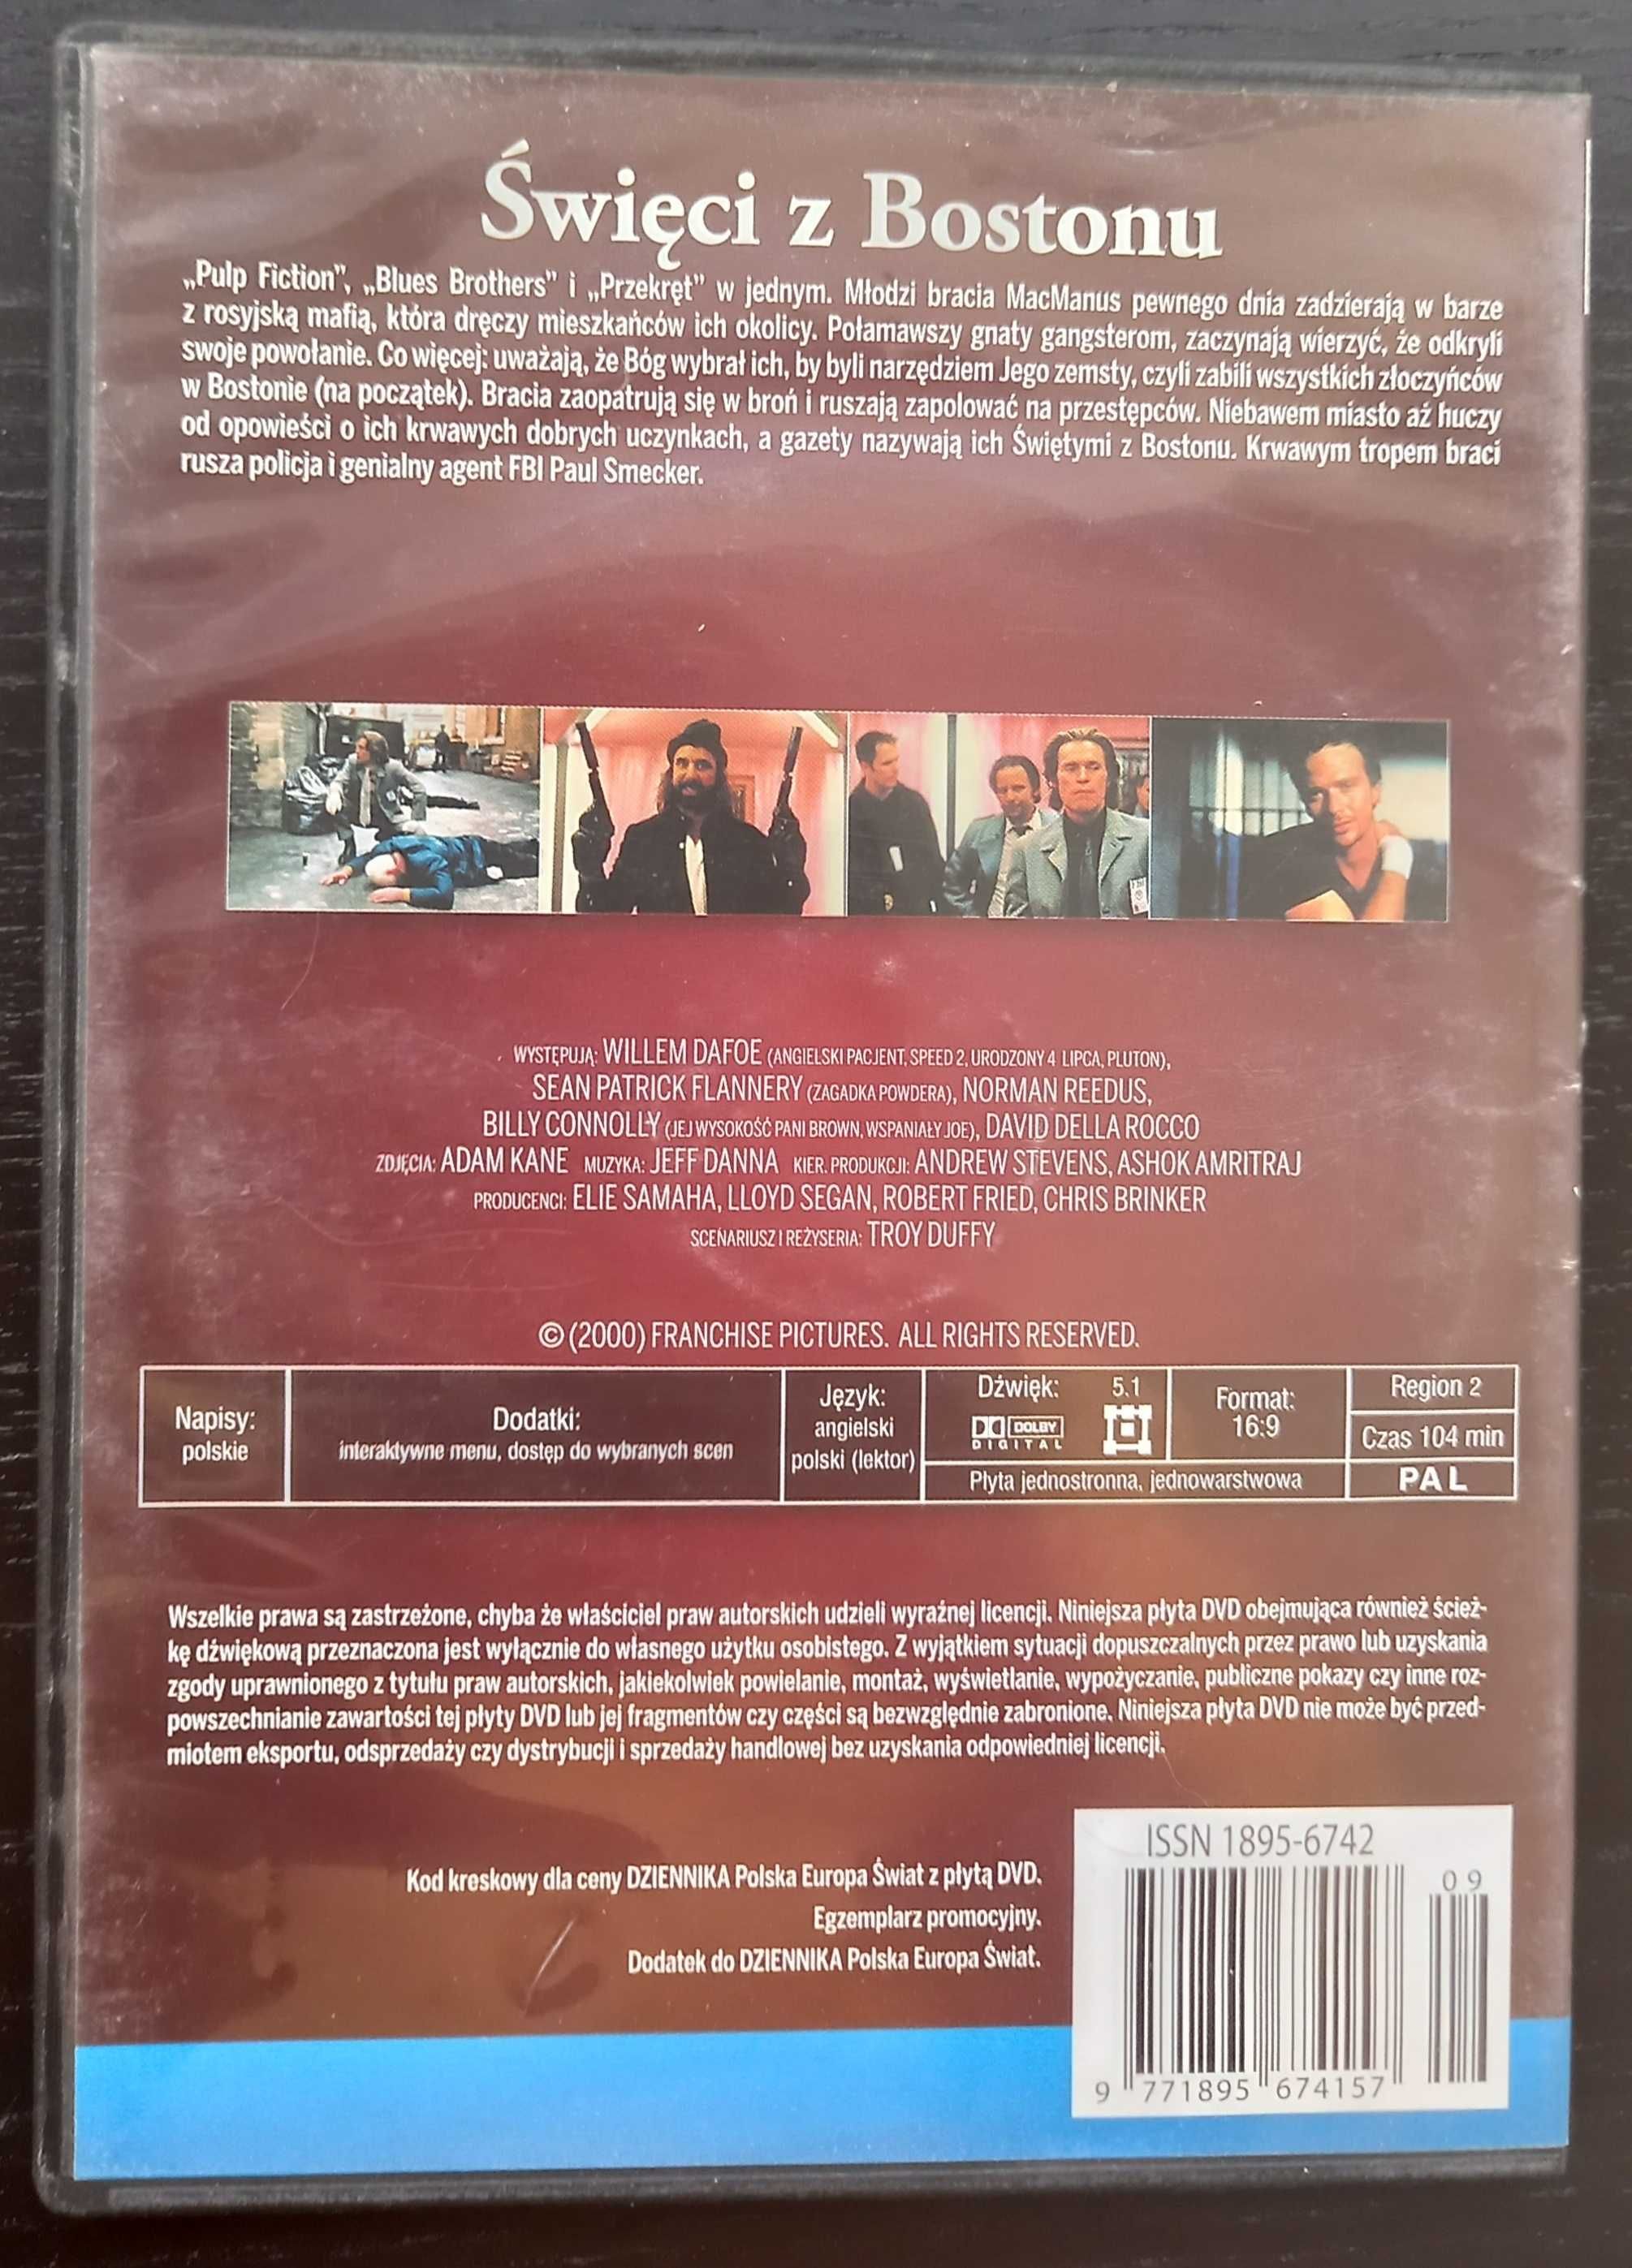 Święci z Bostonu
„Pulp Fiction”, „Blues Brothers” i „Przekręt” w jednym. Młodzi bracia MacManus pewnego dnia zadzierają w barze
z rosyjską mafią, która dręczy mieszkańców ich okolicy. Połamawszy gnaty gangsterom, zaczynają wierzyć, że odkryli
swoje powołanie. Co więcej: uważają, że Bóg wybrał ich, by byli narzędziem Jego zemsty, czyli zabili wszystkich złoczyńców
w Bostonie (na początek). Bracia zaopatrują się w broń i ruszają zapolować na przestępców. Niebawem miasto aż huczy
od opowieści o ich krwawych dobrych uczynkach, a gazety nazywają ich Świętymi z Bostonu. Krwawym tropem braci
rusza policja i genialny agent FBI Paul Smecker.
WYSTĘPUJĄ: WILLEM DAFOE (ANGIELSKI PACJENT, SPEED 2, URODZONY 4 LIPCA, PLUTON),
SEAN PATRICK FLANNERY (ZAGADKA POWDERA), NORMAN REEDUS,
BILLY CONNOLLY (JEJ WYSOKOŚĆ PANI BROWN, WSPANIAŁY JOE), DAVID DELLA ROCCO
ZDJĘCIA: ADAM KANE MUZYKA: JEFF DANNA KIER. PRODUKCJI: ANDREW STEVENS, ASHOK AMRITRAJ
PRODUCENCI: ELIE SAMAHA, LLOYD SEGAN, ROBERT FRIED, CHRIS BRINKER
SCENARIUSZ I REŻYSERIA: TROY DUFFY
© (2000) FRANCHISE PICTURES. ALL RIGHTS RESERVED.
Napisy:
polskie
Dodatki:
interaktywne menu, dostęp do wybranych scen
Język:
angielski
polski (lektor)
Dźwięk: 5.1
DOLBY
DIGITAL
Płyta jednostronna, jednowarstwowa
Format:
16:9
Region 2
Czas 104 min
PAL
Wszelkie prawa są zastrzeżone, chyba że właściciel praw autorskich udzieli wyraźnej licencji. Niniejsza płyta DVD obejmująca również ścież-
kę dźwiękową przeznaczona jest wyłącznie do własnego użytku osobistego. Z wyjątkiem sytuacji dopuszczalnych przez prawo lub uzyskania
zgody uprawnionego z tytułu praw autorskich, jakiekolwiek powielanie, montaż, wyświetlanie, wypożyczanie, publiczne pokazy czy inne roz-
powszechnianie zawartości tej płyty DVD lub jej fragmentów czy części są bezwzględnie zabronione. Niniejsza płyta DVD nie może być przed-
miotem eksportu, odsprzedaży czy dystrybucji i sprzedaży handlowej bez uzyskania odpowiedniej licencji.
Kod kreskowy dla ceny DZIENNIKA Polska Europa Świat z płytą DVD.
Egzemplarz promocyjny.
Dodatek do DZIENNIKA Polska Europa Świat.
ISSN 1895-6742
09
9 771895 674157